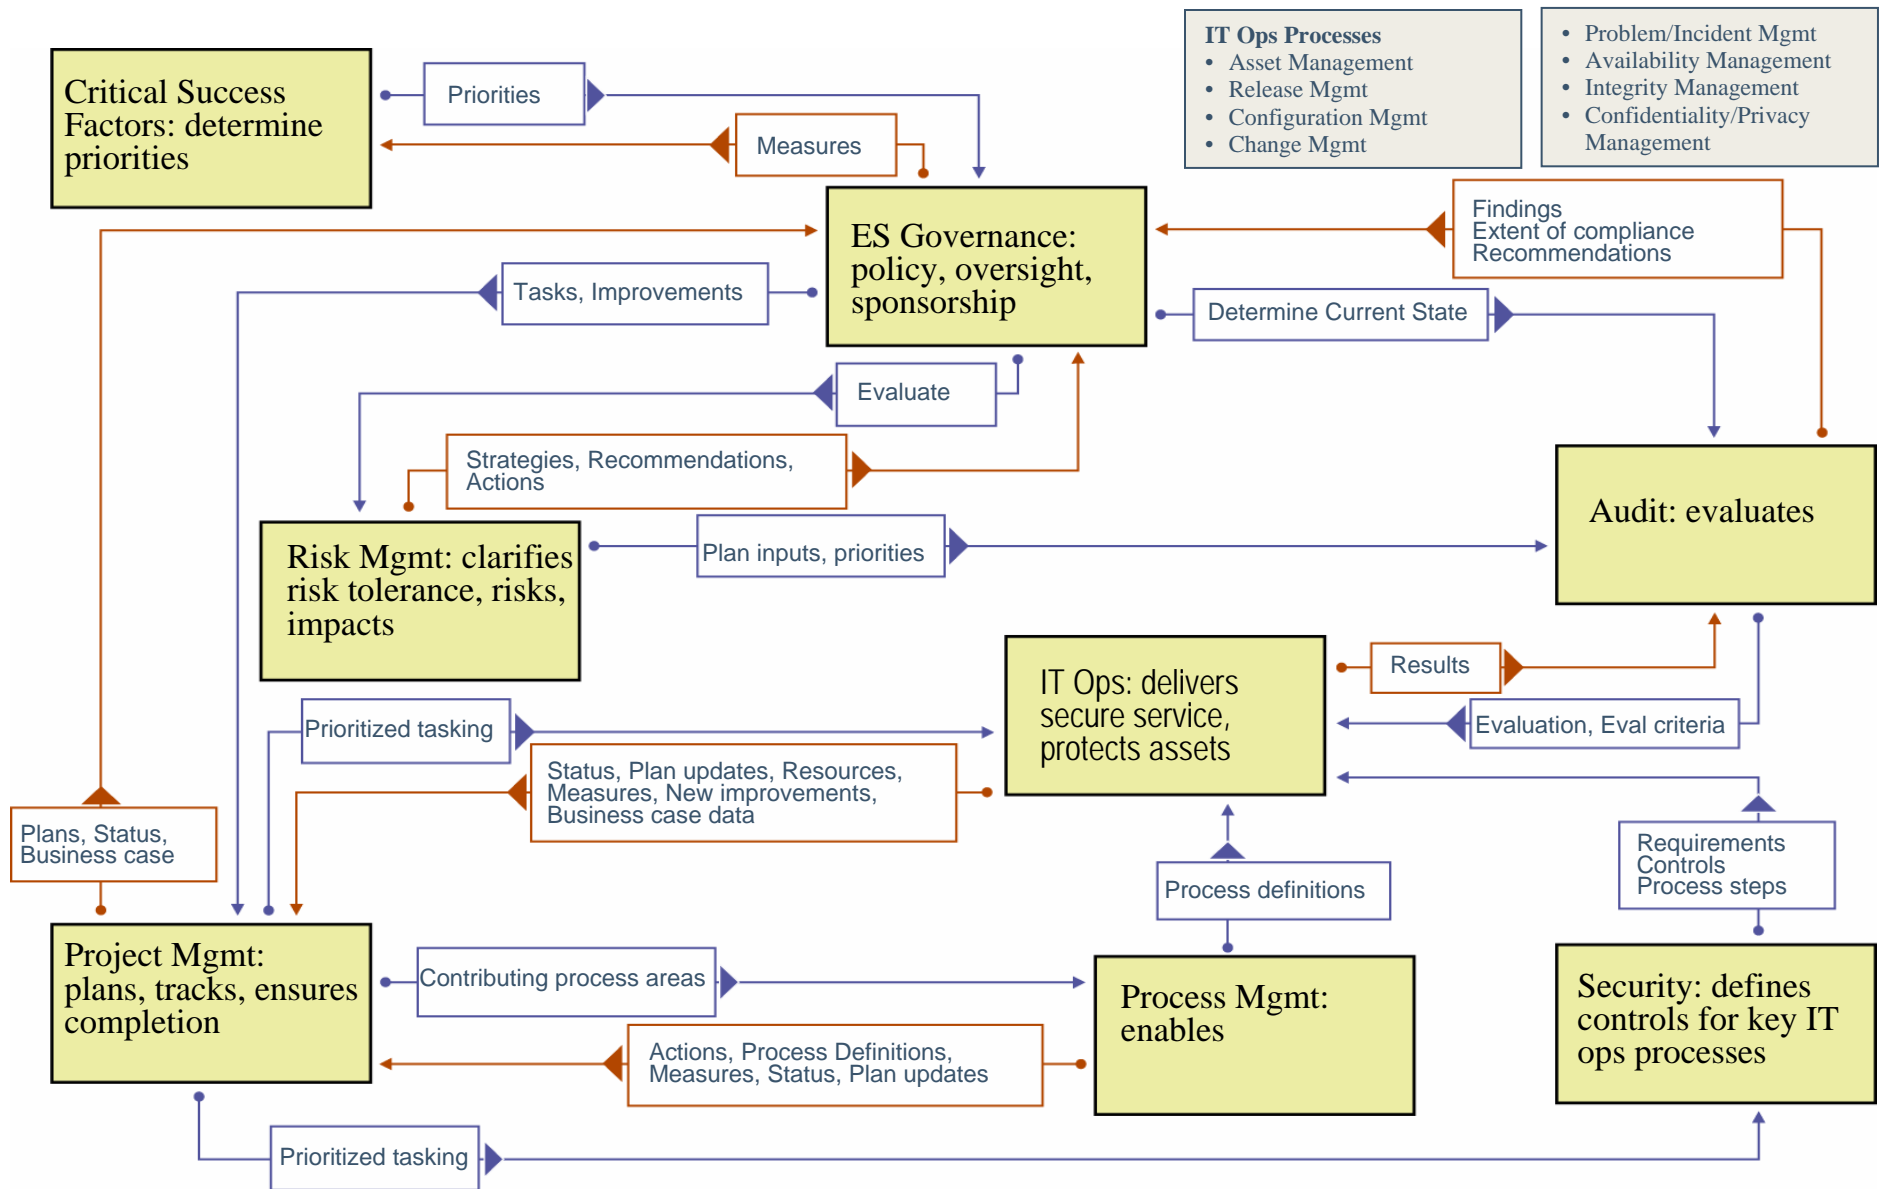 IT Ops Processes
• Asset Management
• Release Mgmt
• Configuration Mgmt
• Change Mgmt
• Problem/Incident Mgmt
• Availability Management
• Integrity Management
• Confidentiality/Privacy
Management
Critical Success
Factors: determine
priorities
Priorities
Measures
ES Governance:
policy, oversight,
sponsorship
Findings
Extent of compliance
Recommendations
Tasks, Improvements
Determine Current State
Evaluate
Strategies, Recommendations,
Actions
Audit: evaluates
Risk Mgmt: clarifies
risk tolerance, risks,
impacts
Plan inputs, priorities
IT Ops: delivers
secure service,
protects assets
Results
Evaluation, Eval criteria
Prioritized tasking
Status, Plan updates, Resources,
Measures, New improvements,
Business case data
Plans, Status,
Business case
Process definitions
Requirements
Controls
Process steps
Project Mgmt:
plans, tracks, ensures
completion
Contributing process areas
Actions, Process Definitions,
Measures, Status, Plan updates
Process Mgmt:
enables
Security: defines
controls for key IT
ops processes
Prioritized tasking